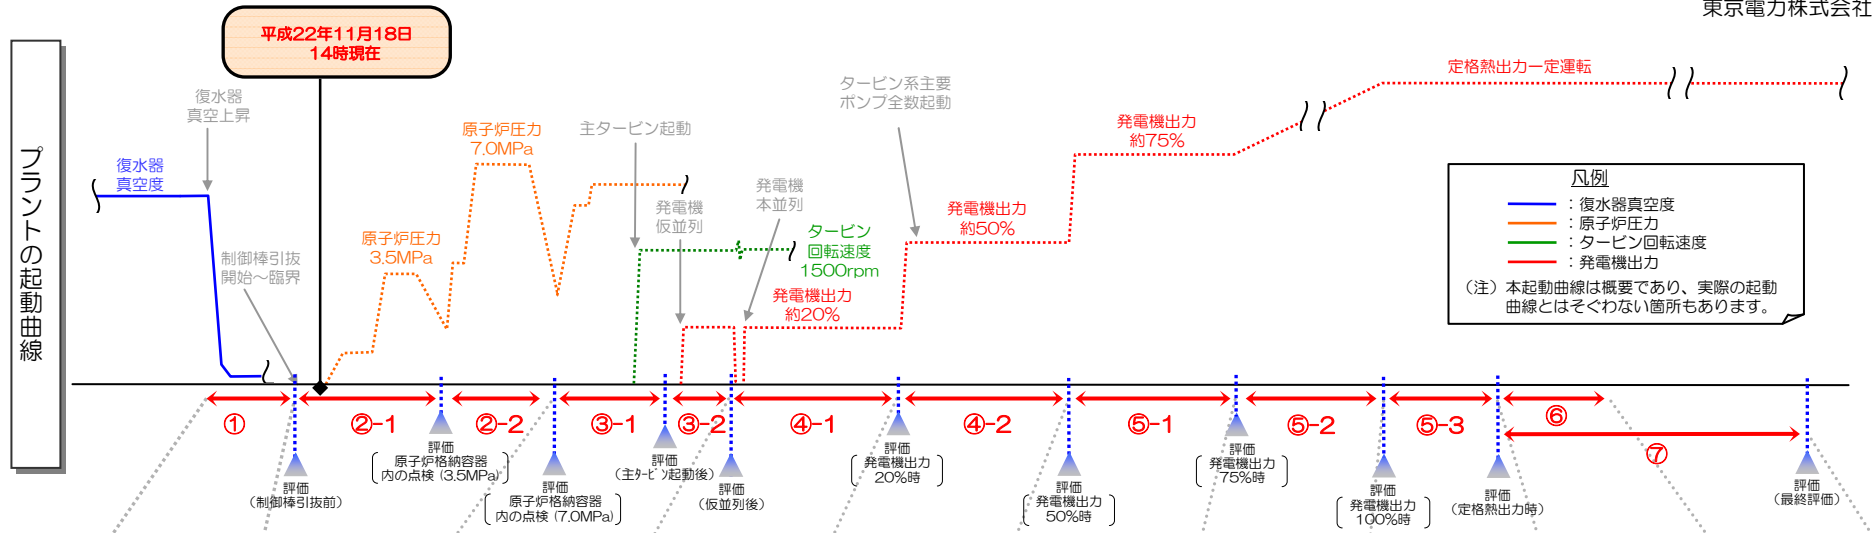 東京電力株式会社
平成22年11月18日
14時現在
プラントの起動曲線
復水器
真空上昇
復水器
真空度
制御棒引抜
開始～臨界
原子炉圧力
3.5MPa
原子炉圧力
7.0MPa
主タービン起動
発電機
仮並列
発電機
本並列
タービン
回転速度
1500rpm
発電機出力
約20%
タービン系主要
ポンプ全数起動
発電機出力
約50%
発電機出力
約75%
定格熱出力一定運転
凡例
：復水器真空度
：原子炉圧力
：タービン回転速度
：発電機出力
（注）本起動曲線は概要であり、実際の起動
曲線とはそぐわない箇所もあります。
①
②-1
②-2
③-1
③-2
④-1
④-2
⑤-1
⑤-2
⑤-3
⑥
⑦
評価
（制御棒引抜前）
評価
原子炉格納容器
内の点検 (3.5MPa)
評価
原子炉格納容器
内の点検 (7.0MPa)
評価
（主ﾀｰﾋﾞﾝ起動後）
評価
（仮並列後）
評価
発電機出力
20%時
評価
発電機出力
50%時
評価
発電機出力
75%時
評価
発電機出力
100%時
評価
（定格熱出力時）
評価
（最終評価）